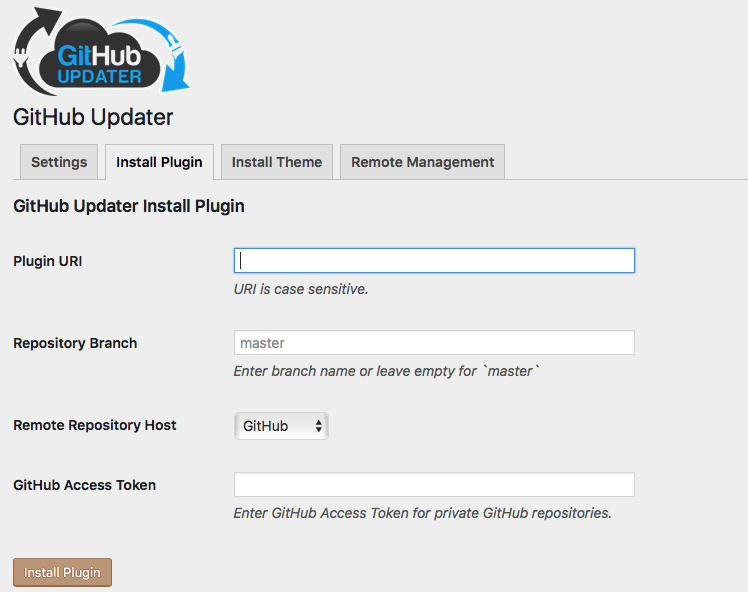 GitHub
UPDATER
GitHub Updater
Settings Install Plugin Install Theme Remote Management
GitHub Updater Install Plugin
Plugin URI
URI is case sensitive.
Repository Branch master
Enter branch name or leave empty for `master`
Remote Repository Host GitHub
GitHub Access Token
Enter GitHub Access Token for private GitHub repositories.
Install Plugin